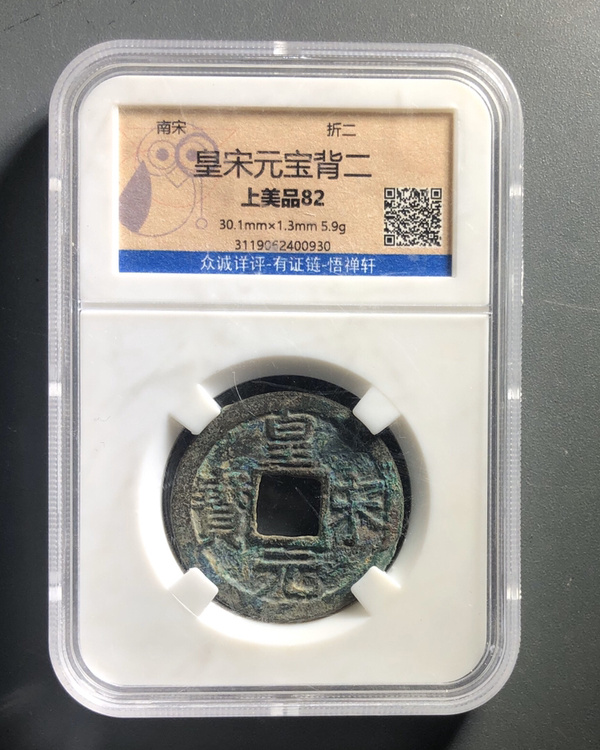 南宋 折二
皇宋元宝背二
上美品82
30.1mm×1.3mm 5.9g
3119062400930
众诚详评-有证链-悟禅轩
皇宋元寶